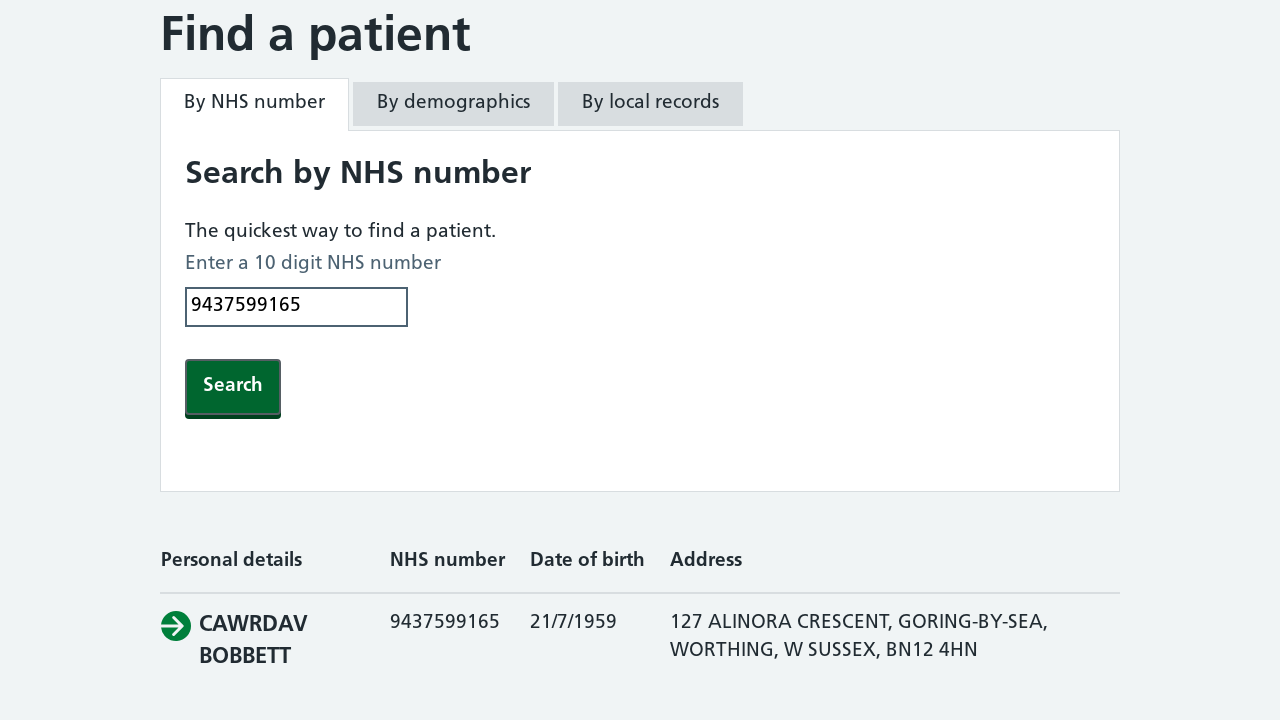 Find a patient
By NHS number By demographics By local records
Search by NHS number
The quickest way to find a patient.
Enter a 10 digit NHS number
9437599165
Search
Personal details NHS number Date of birth Address
CAWRDAV 9437599165 21/7/1959 127 ALINORA CRESCENT, GORING-BY-SEA,
BOBBETT WORTHING, W SUSSEX, BN12 4HN